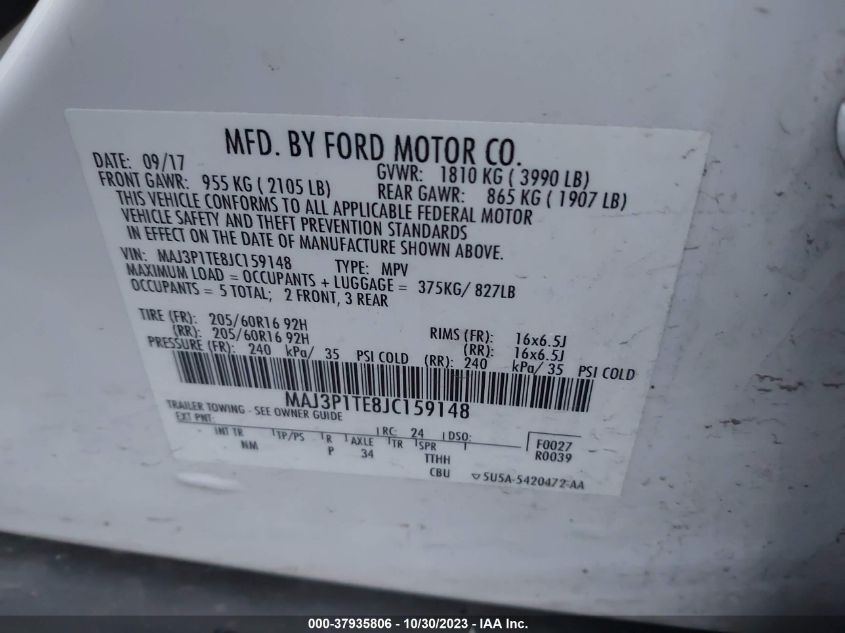 MFD. BY FORD MOTOR CO.
DATE: 09/17 GVWR: 1810 KG ( 3990 LB)
FRONT GAWR: 955 KG ( 2105 LB) REAR GAWR: 865 KG ( 1907 LB)
THIS VEHICLE CONFORMS TO ALL APPLICABLE FEDERAL MOTOR
VEHICLE SAFETY AND THEFT PREVENTION STANDARDS
IN EFFECT ON THE DATE OF MANUFACTURE SHOWN ABOVE.
VIN: MAJ3P1TE8JC159148 TYPE: MPV
MAXIMUM LOAD = OCCUPANTS + LUGGAGE = 375KG/ 827LB
OCCUPANTS = 5 TOTAL; 2 FRONT, 3 REAR
TIRE (FR): 205/60R16 92H RIMS (FR): 16x6.5J
(RR): 205/60R16 92H (RR): 16x6.5J
PRESSURE (FR): 240 kPa/ 35 PSI COLD (RR): 240 kPa/ 35 PSI COLD
MAJ3P1TE8JC159148
TRAILER TOWING - SEE OWNER GUIDE
EXT PNT: RC: 24 DSO: F0027
INT TR TP/PS R AXLE TR SPR R0039
NM P 34 TTHH
CBU 5U5A-5420472-AA
000-37935806 - 10/30/2023 - IAA Inc.